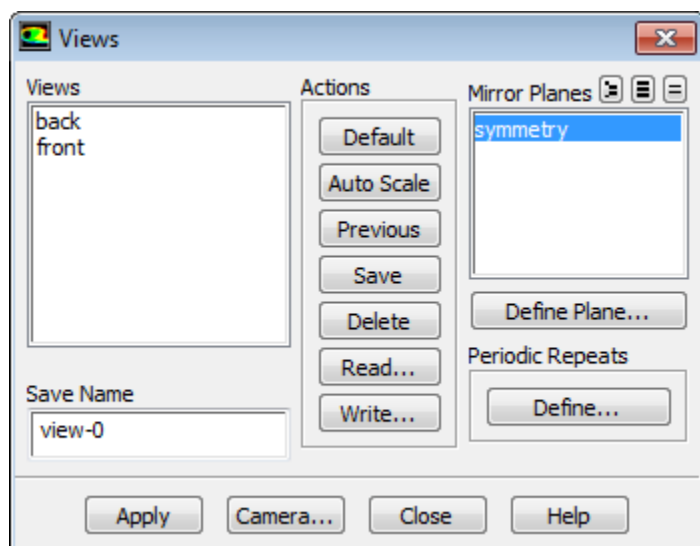 Views
Views
back
front
Save Name
view-0
Actions
Default
Auto Scale
Previous
Save
Delete
Read...
Write...
Mirror Planes
symmetry
Define Plane...
Periodic Repeats
Define...
Apply
Camera...
Close
Help